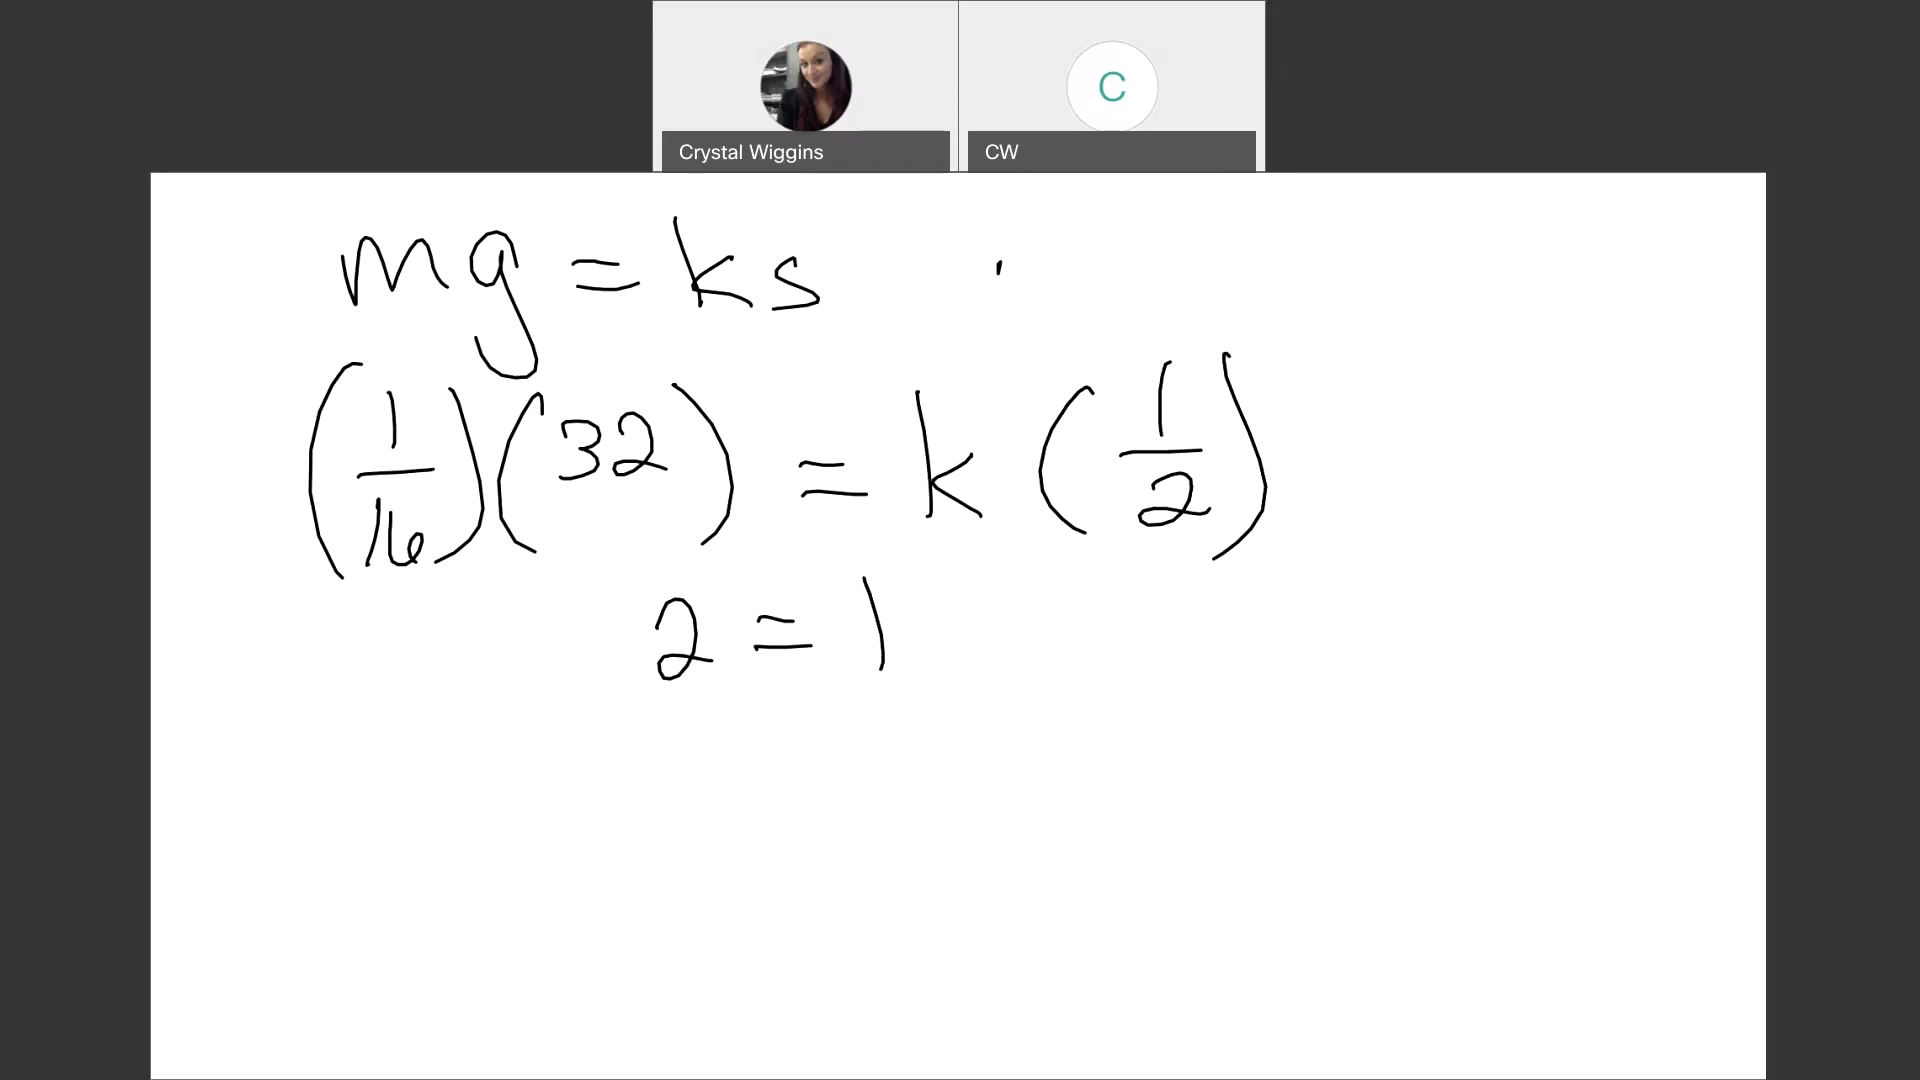 C
Crystal Wiggins
CW
mg = ks
(1/16)(32) = k(1/2)
2 = 1